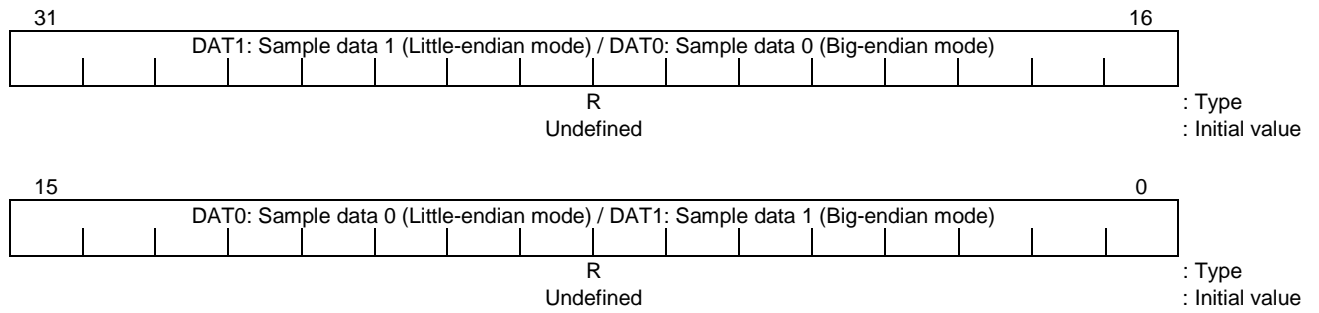 31 16
DAT1: Sample data 1 (Little-endian mode) / DAT0: Sample data 0 (Big-endian mode)
R : Type
Undefined : Initial value
15 0
DAT0: Sample data 0 (Little-endian mode) / DAT1: Sample data 1 (Big-endian mode)
R : Type
Undefined : Initial value